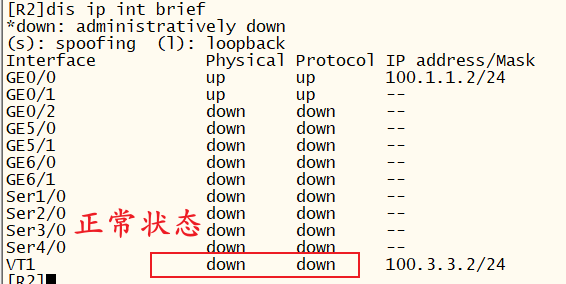 [R2]dis ip int brief
*down: administratively down
(s): spoofing  (l): loopback
Interface Physical Protocol IP address/Mask
GE0/0 up up 100.1.1.2/24
GE0/1 up up --
GE0/2 down down --
GE5/0 down down --
GE5/1 down down --
GE6/0 down down --
GE6/1 down down --
Ser1/0 down down --
Ser2/0 down down --
Ser3/0 down down --
Ser4/0 down down --
正常状态
VT1 down down 100.3.3.2/24
[R2]